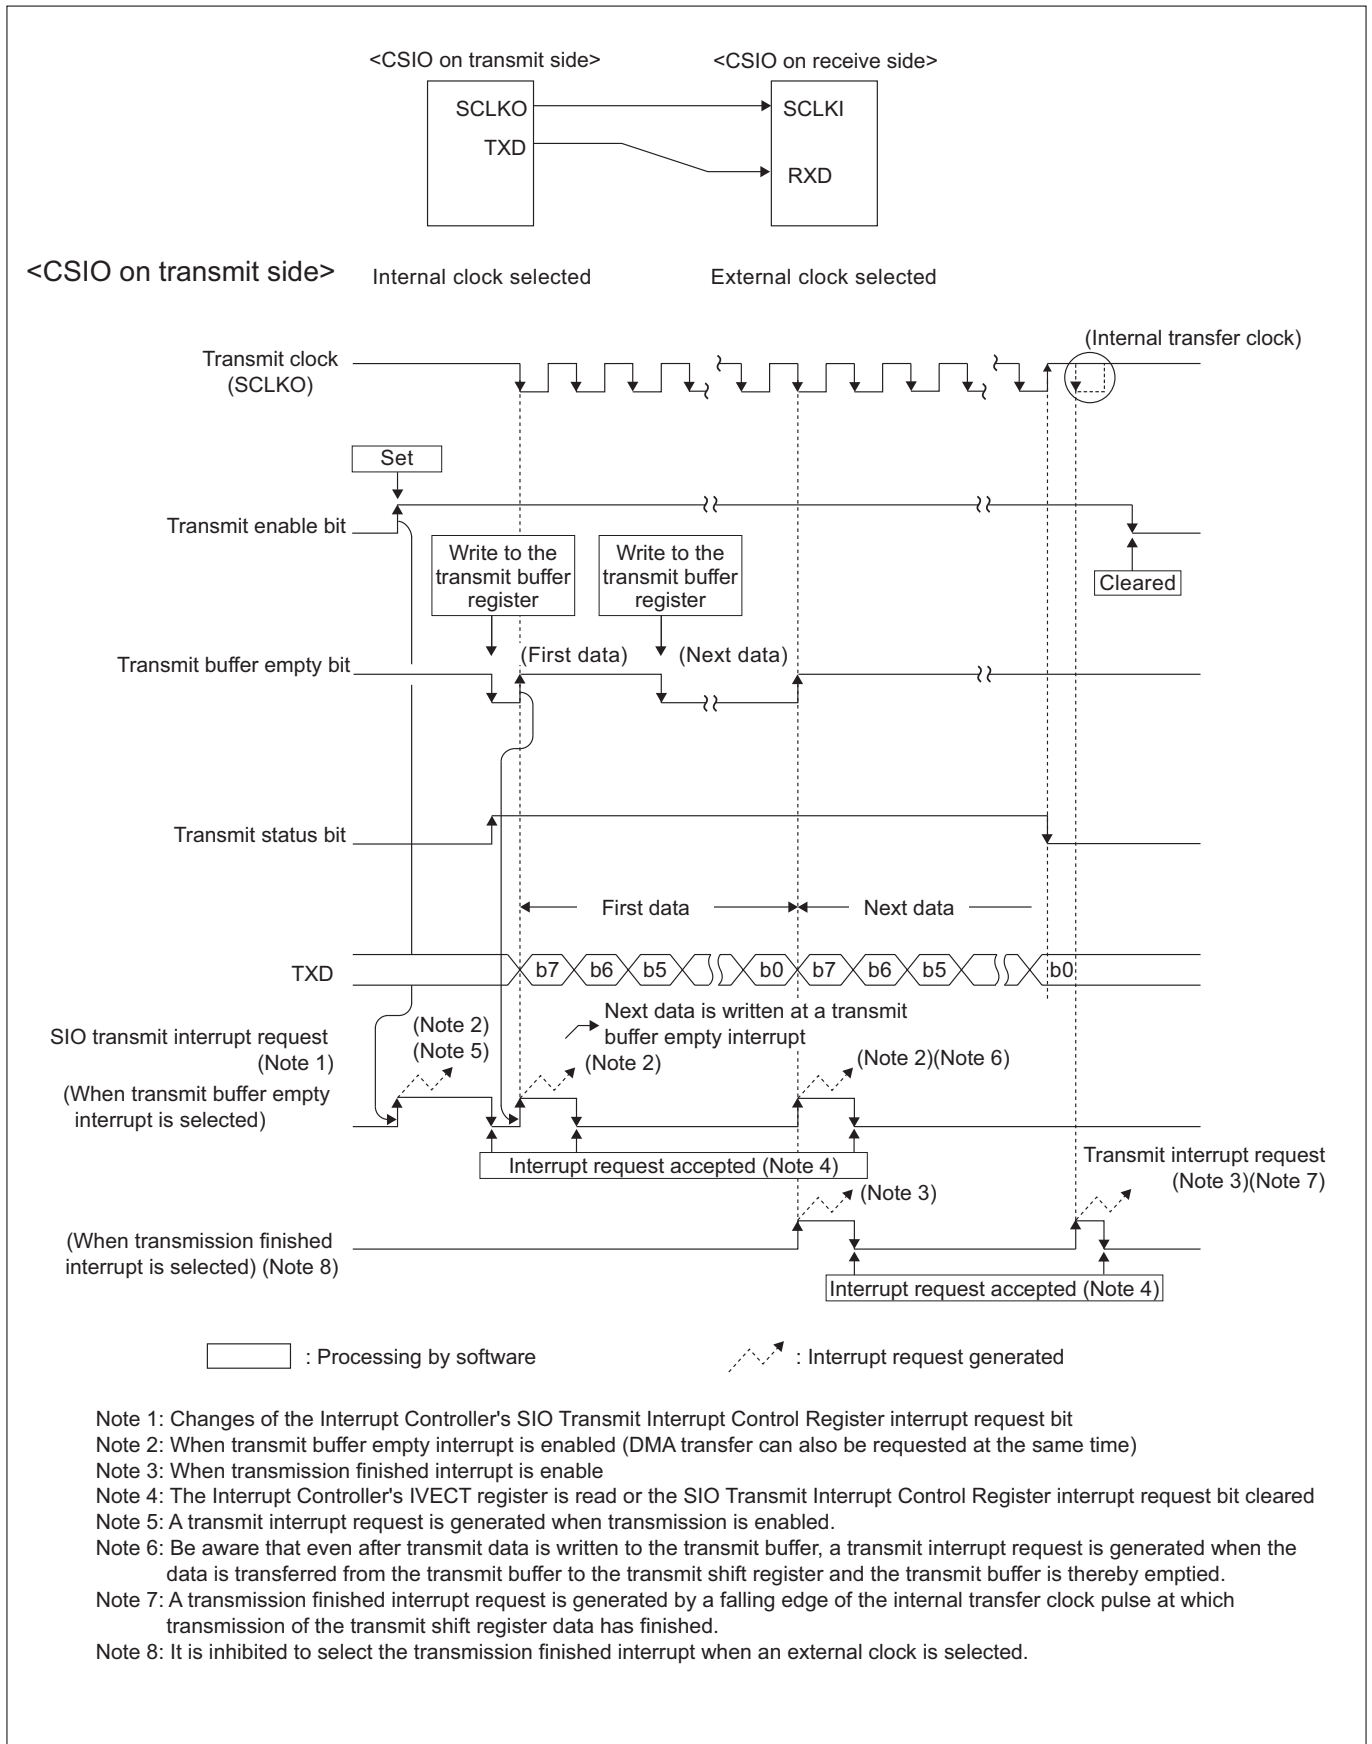 <CSIO on transmit side>
<CSIO on receive side>
SCLKO
SCLKI
TXD
RXD
<CSIO on transmit side>
Internal clock selected
External clock selected
(Internal transfer clock)
Transmit clock
(SCLKO)
Set
Transmit enable bit
Write to the
transmit buffer
register
Write to the
transmit buffer
register
Cleared
Transmit buffer empty bit
(First data)
(Next data)
Transmit status bit
First data
Next data
TXD
b7
b6
b5
b0
b7
b6
b5
b0
SIO transmit interrupt request
(Note 1)
(When transmit buffer empty
interrupt is selected)
(Note 2)
(Note 5)
Next data is written at a transmit
buffer empty interrupt
(Note 2)
(Note 2)(Note 6)
Interrupt request accepted (Note 4)
Transmit interrupt request
(Note 3)(Note 7)
(Note 3)
(When transmission finished
interrupt is selected) (Note 8)
Interrupt request accepted (Note 4)
: Processing by software
: Interrupt request generated
Note 1: Changes of the Interrupt Controller's SIO Transmit Interrupt Control Register interrupt request bit
Note 2: When transmit buffer empty interrupt is enabled (DMA transfer can also be requested at the same time)
Note 3: When transmission finished interrupt is enable
Note 4: The Interrupt Controller's IVECT register is read or the SIO Transmit Interrupt Control Register interrupt request bit cleared
Note 5: A transmit interrupt request is generated when transmission is enabled.
Note 6: Be aware that even after transmit data is written to the transmit buffer, a transmit interrupt request is generated when the
data is transferred from the transmit buffer to the transmit shift register and the transmit buffer is thereby emptied.
Note 7: A transmission finished interrupt request is generated by a falling edge of the internal transfer clock pulse at which
transmission of the transmit shift register data has finished.
Note 8: It is inhibited to select the transmission finished interrupt when an external clock is selected.